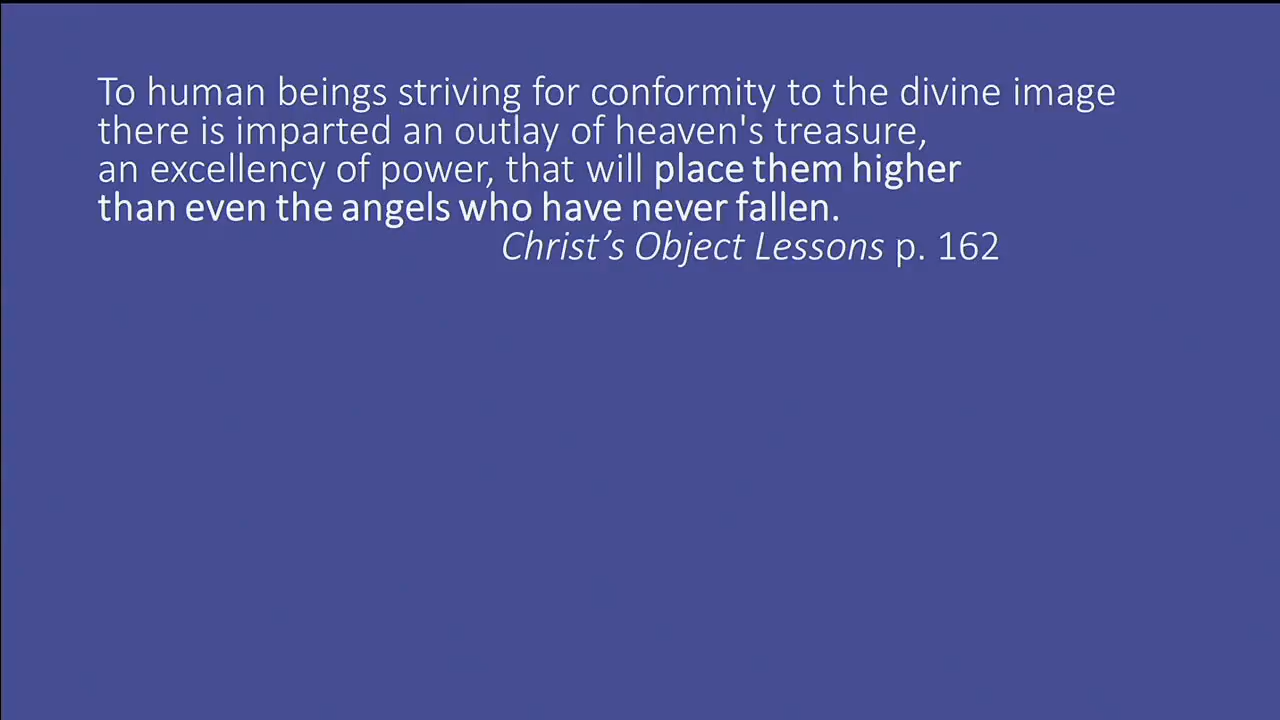 To human beings striving for conformity to the divine image
there is imparted an outlay of heaven's treasure,
an excellency of power, that will place them higher
than even the angels who have never fallen.
Christ’s Object Lessons p. 162